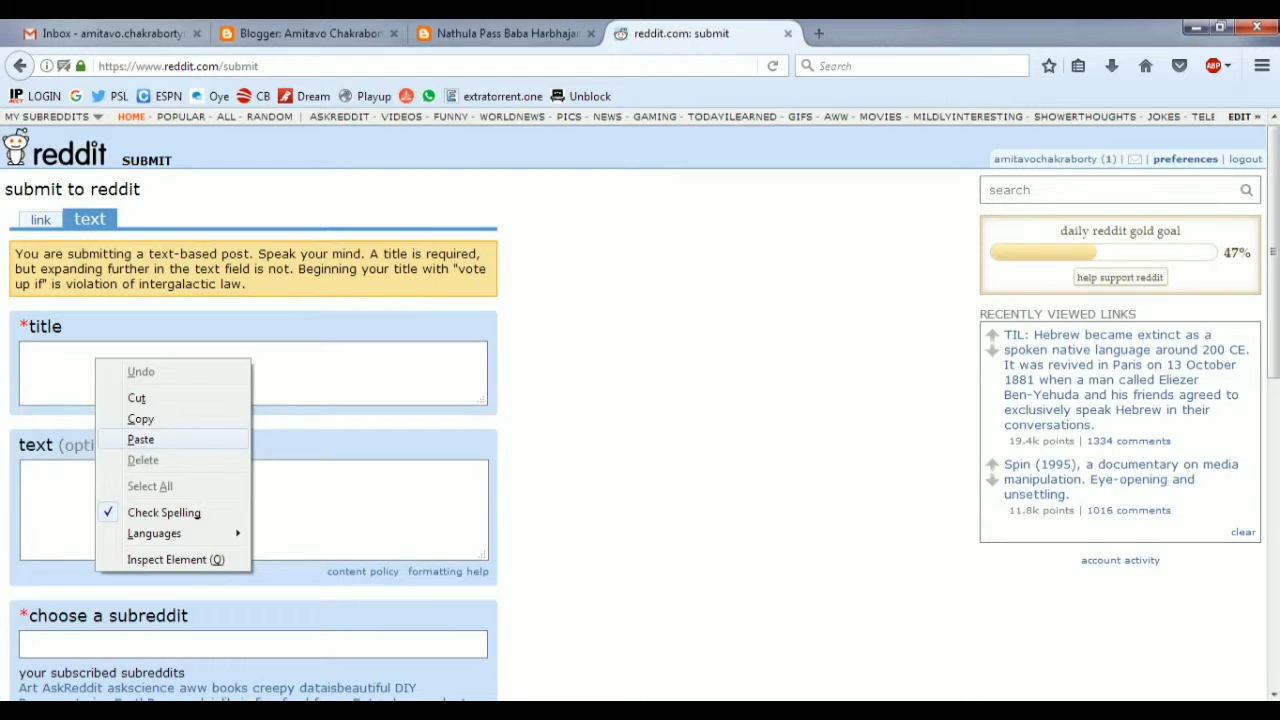 Inbox - amitavo.chakraborty
Blogger: Amitavo Chakrabor
Nathula Pass Baba Harbhaja
reddit.com: submit
https://www.reddit.com/submit
Search
LOGIN PSL ESPN Oye CB Dream Playup extratorrent.one Unblock
MY SUBREDDITS HOME - POPULAR - ALL - RANDOM | ASKREDDIT - VIDEOS - FUNNY - WORLDNEWS - PICS - NEWS - GAMING - TODAYILEARNED - GIFS - AWW - MOVIES - MILDLYINTERESTING - SHOWERTHOUGHTS - JOKES - TELE EDIT »
reddit SUBMIT
amitavochakraborty (1) | | preferences | logout
submit to reddit
link text
You are submitting a text-based post. Speak your mind. A title is required,
but expanding further in the text field is not. Beginning your title with "vote
up if" is violation of intergalactic law.
*title
Undo
Cut
Copy
Paste
Delete
Select All
Check Spelling
Languages
Inspect Element (Q)
text (opti
content policy formatting help
*choose a subreddit
your subscribed subreddits
Art AskReddit askscience aww books creepy dataisbeautiful DIY
search
daily reddit gold goal
47%
help support reddit
RECENTLY VIEWED LINKS
TIL: Hebrew became extinct as a
spoken native language around 200 CE.
It was revived in Paris on 13 October
1881 when a man called Eliezer
Ben-Yehuda and his friends agreed to
exclusively speak Hebrew in their
conversations.
19.4k points | 1334 comments
Spin (1995), a documentary on media
manipulation. Eye-opening and
unsettling.
11.8k points | 1016 comments
clear
account activity
ABP